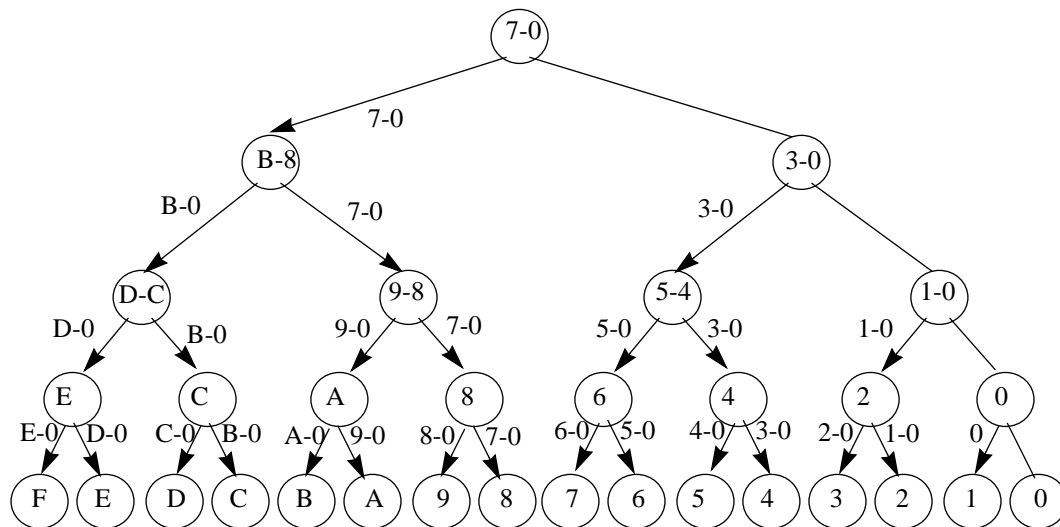 7-0
7-0
B-8 3-0
B-0 7-0 3-0
D-C 9-8 5-4 1-0
D-0 B-0 9-0 7-0 5-0 3-0 1-0
E C A 8 6 4 2 0
E-0 D-0 C-0 B-0 A-0 9-0 8-0 7-0 6-0 5-0 4-0 3-0 2-0 1-0 0
F E D C B A 9 8 7 6 5 4 3 2 1 0